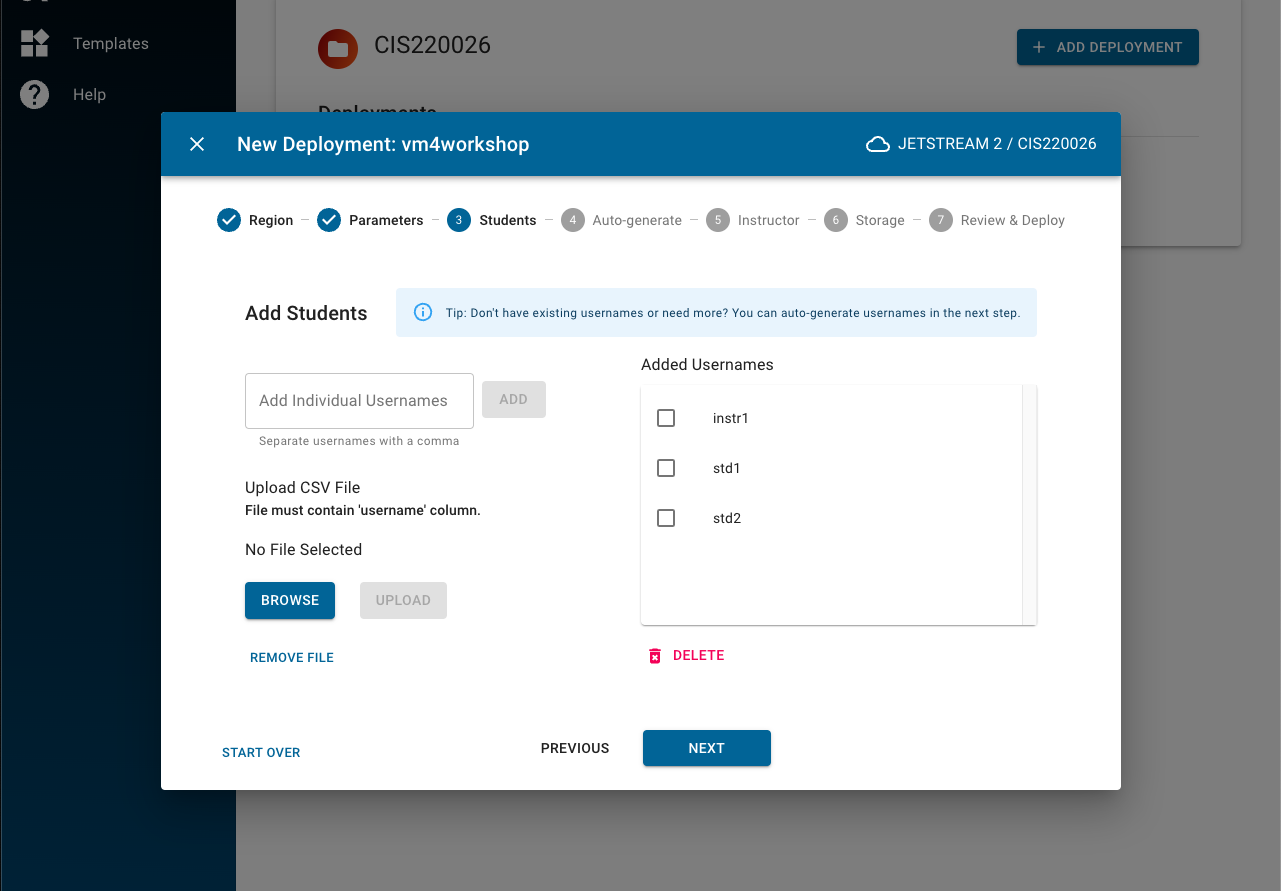 Templates
Help
CIS220026
+ ADD DEPLOYMENT
Deployments
New Deployment: vm4workshop
JETSTREAM 2 / CIS220026
Region
Parameters
3 Students
4 Auto-generate
5 Instructor
6 Storage
7 Review & Deploy
Add Students
Tip: Don't have existing usernames or need more? You can auto-generate usernames in the next step.
Add Individual Usernames
ADD
Separate usernames with a comma
Upload CSV File
File must contain 'username' column.
No File Selected
BROWSE
UPLOAD
REMOVE FILE
Added Usernames
instr1
std1
std2
DELETE
START OVER
PREVIOUS
NEXT